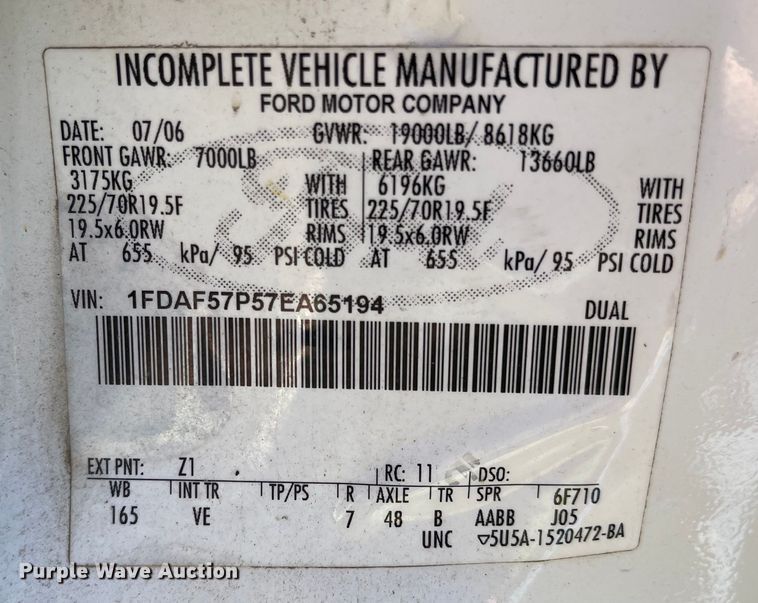 INCOMPLETE VEHICLE MANUFACTURED BY
FORD MOTOR COMPANY
DATE: 07/06 GVWR: 19000LB/ 8618KG
FRONT GAWR: 7000LB REAR GAWR: 13660LB
3175KG WITH 6196KG WITH
225/70R19.5F TIRES 225/70R19.5F TIRES
19.5x6.0RW RIMS 19.5x6.0RW RIMS
AT 655 kPa/ 95 PSI COLD AT 655 kPa/ 95 PSI COLD
VIN: 1FDAF57P57EA65194 DUAL
EXT PNT: Z1 RC: 11 DSO:
WB INT TR TP/PS R AXLE TR SPR 6F710
165 VE 7 48 B AABB J05
UNC ▽5U5A-1520472-BA
Purple Wave Auction